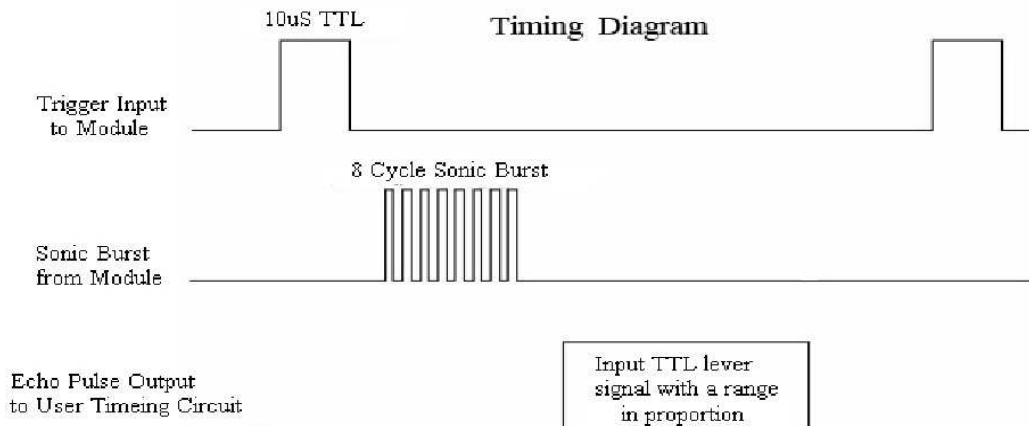 10uS TTL
Timing Diagram
Trigger Input
to Module
8 Cycle Sonic Burst
Sonic Burst
from Module
Echo Pulse Output
to User Timeing Circuit
Input TTL lever
signal with a range
in proportion